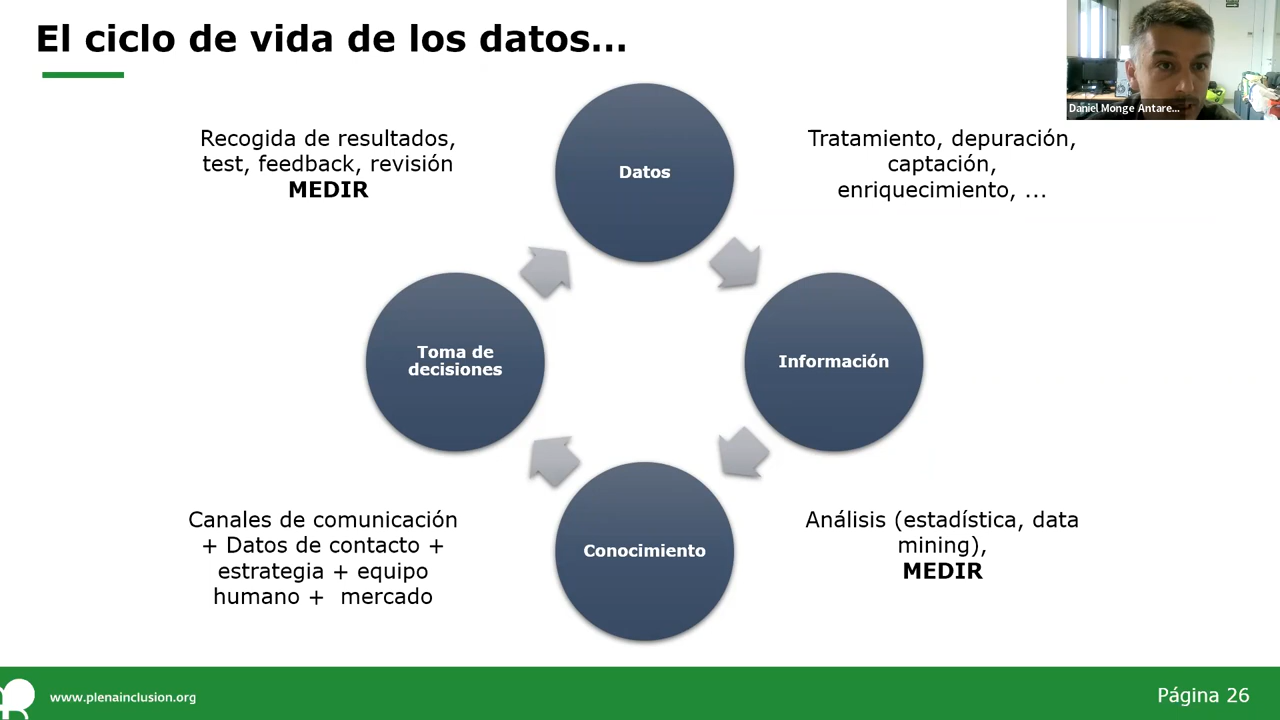 El ciclo de vida de los datos...
Daniel Monge Antare...
Recogida de resultados,
test, feedback, revisión
MEDIR
Datos
Tratamiento, depuración,
captación,
enriquecimiento, ...
Toma de
decisiones
Información
Canales de comunicación
+ Datos de contacto +
estrategia + equipo
humano + mercado
Conocimiento
Análisis (estadística, data
mining),
MEDIR
www.plenainclusion.org
Página 26